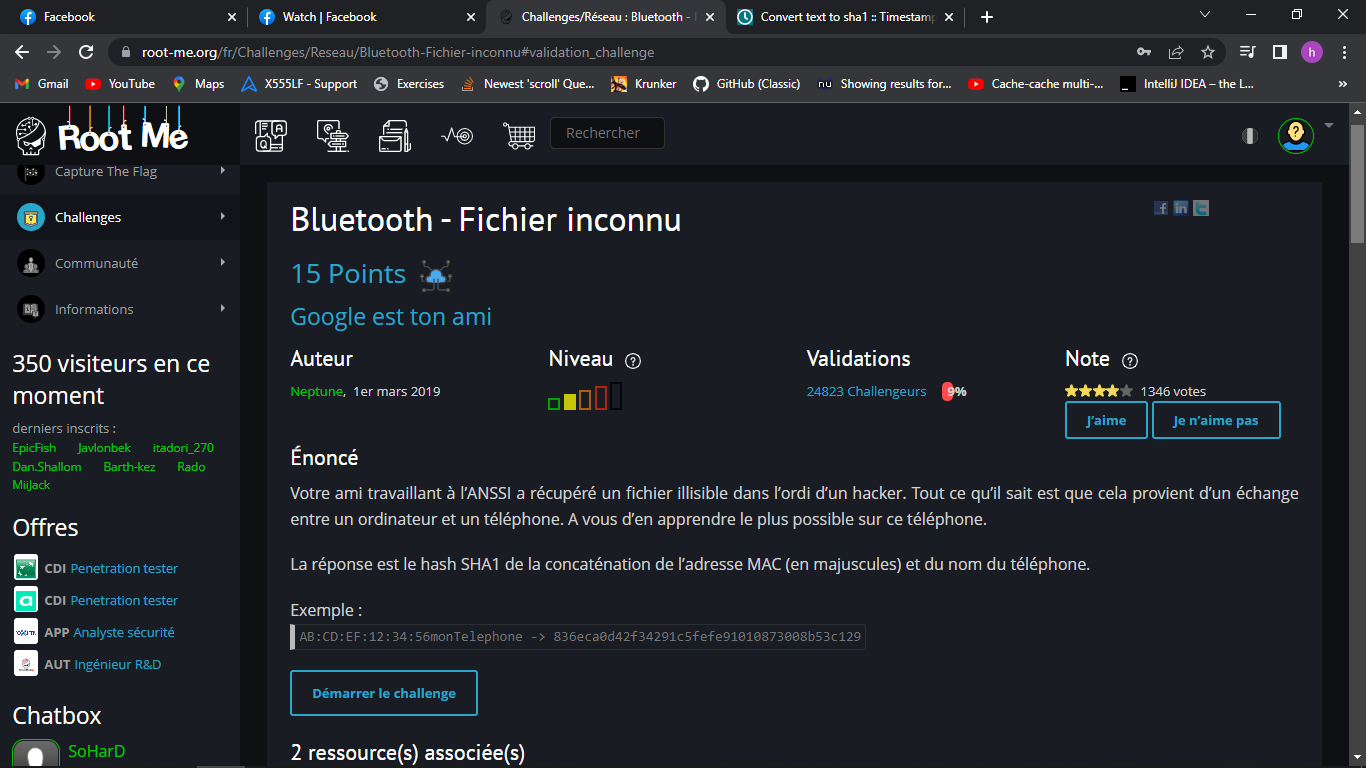 Facebook
Watch | Facebook
Challenges/Réseau : Bluetooth -
Convert text to sha1 :: Timestamp
root-me.org/fr/Challenges/Reseau/Bluetooth-Fichier-inconnu#validation_challenge
h
Gmail
YouTube
Maps
X555LF - Support
Exercises
Newest 'scroll' Que...
Krunker
GitHub (Classic)
nu Showing results for...
Cache-cache multi-...
IntelliJ IDEA – the L...
»
Root Me
Rechercher
Capture The Flag
Challenges
Communauté
Informations
350 visiteurs en ce
moment
derniers inscrits :
EpicFish Javlonbek itadori_270
Dan.Shallom Barth-kez Rado
MiiJack
Offres
CDI Penetration tester
CDI Penetration tester
APP Analyste sécurité
AUT Ingénieur R&D
Chatbox
SoHarD
Bluetooth - Fichier inconnu
15 Points
Google est ton ami
Auteur
Neptune, 1er mars 2019
Niveau ?
Validations
24823 Challengeurs 9%
Note ?
1346 votes
J’aime
Je n’aime pas
Énoncé
Votre ami travaillant à l’ANSSI a récupéré un fichier illisible dans l’ordi d’un hacker. Tout ce qu’il sait est que cela provient d’un échange
entre un ordinateur et un téléphone. A vous d’en apprendre le plus possible sur ce téléphone.
La réponse est le hash SHA1 de la concaténation de l’adresse MAC (en majuscules) et du nom du téléphone.
Exemple :
AB:CD:EF:12:34:56monTelephone -> 836eca0d42f34291c5fefe91010873008b53c129
Démarrer le challenge
2 ressource(s) associée(s)